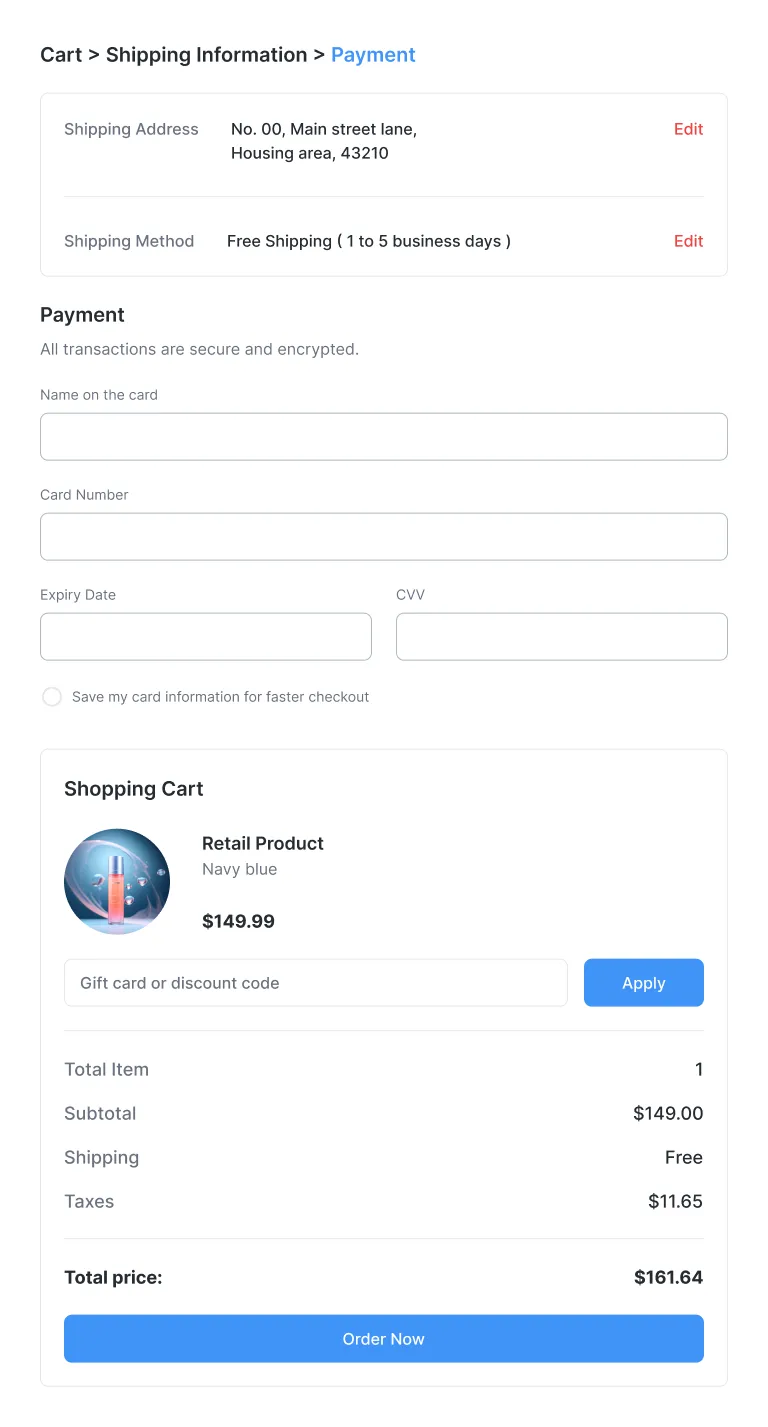 Cart > Shipping Information > Payment
Shipping Address No. 00, Main street lane, Edit
Housing area, 43210
Shipping Method Free Shipping ( 1 to 5 business days ) Edit
Payment
All transactions are secure and encrypted.
Name on the card
Card Number
Expiry Date CVV
Save my card information for faster checkout
Shopping Cart
Retail Product
Navy blue
$149.99
Gift card or discount code Apply
Total Item 1
Subtotal $149.00
Shipping Free
Taxes $11.65
Total price: $161.64
Order Now